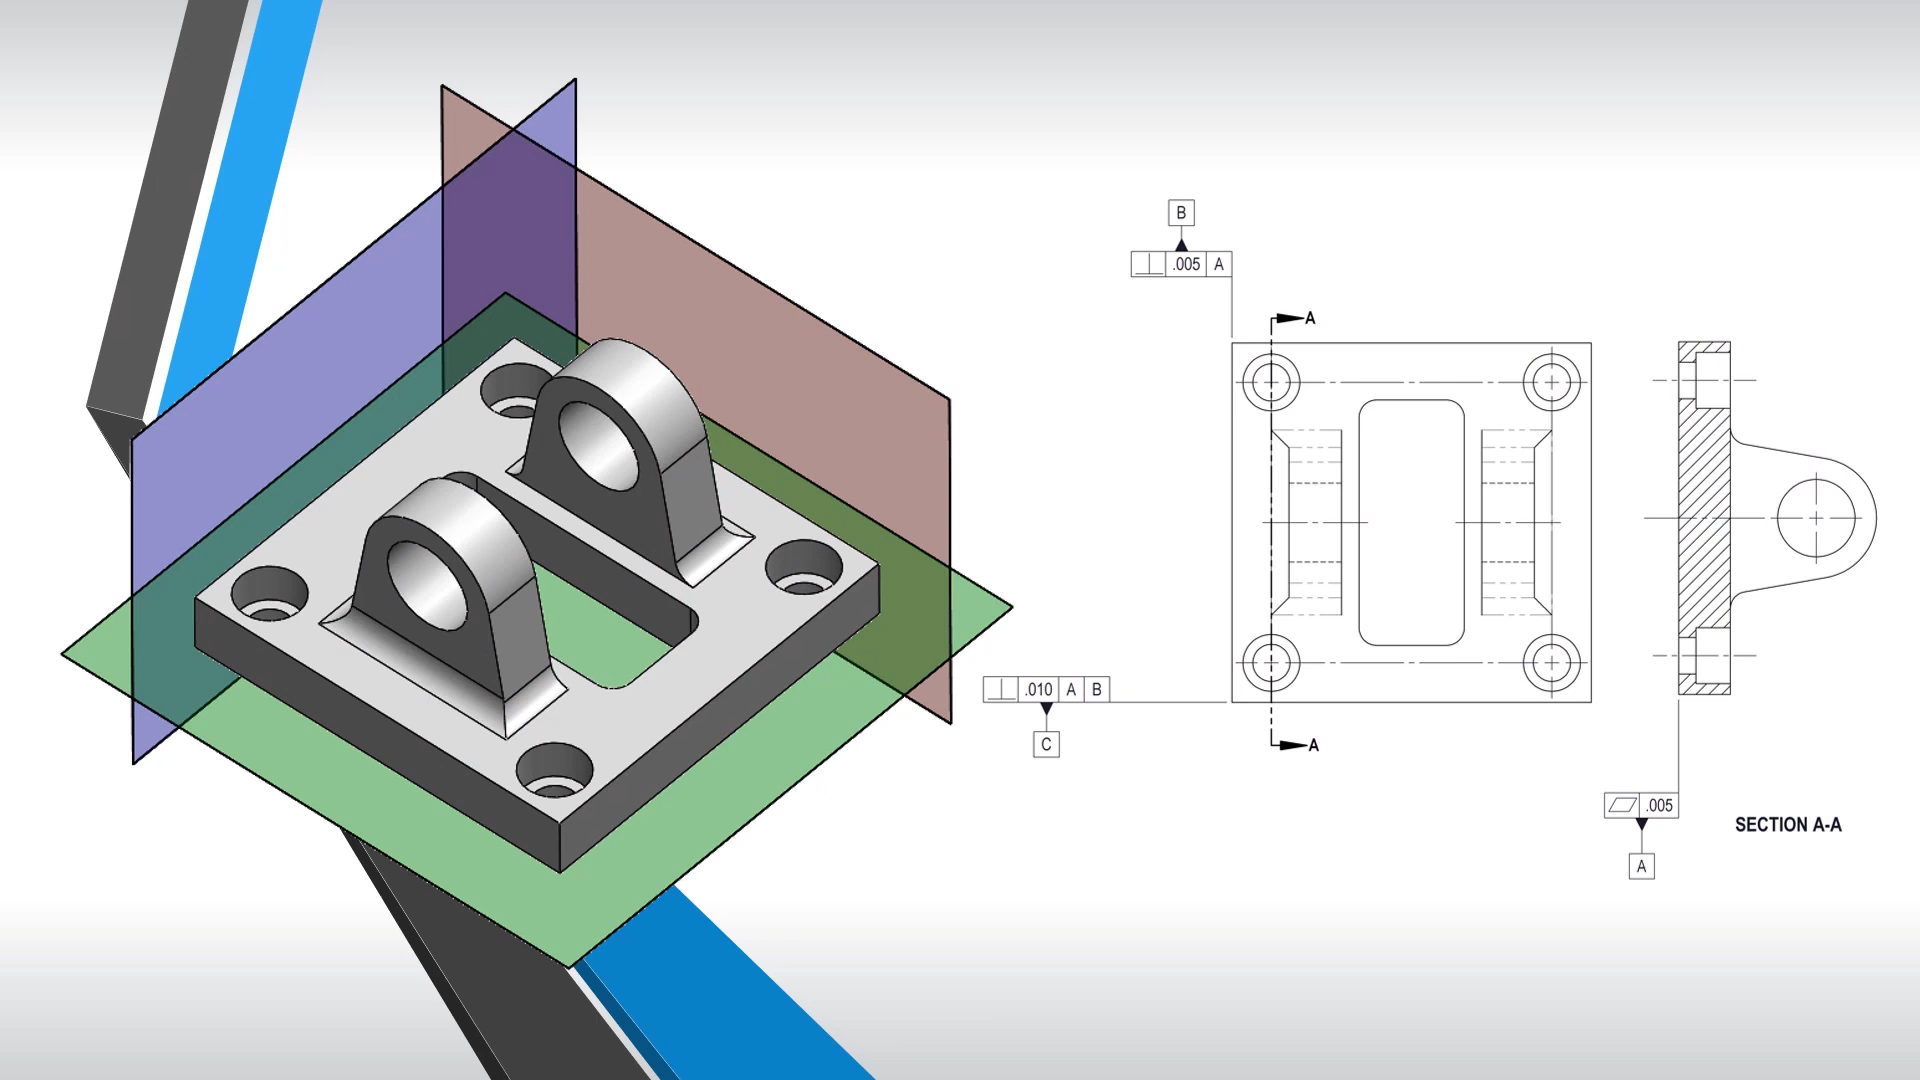 B
⊥ .005 A
A
⊥ .010 A B
C
A
⏥ .005
A
SECTION A-A